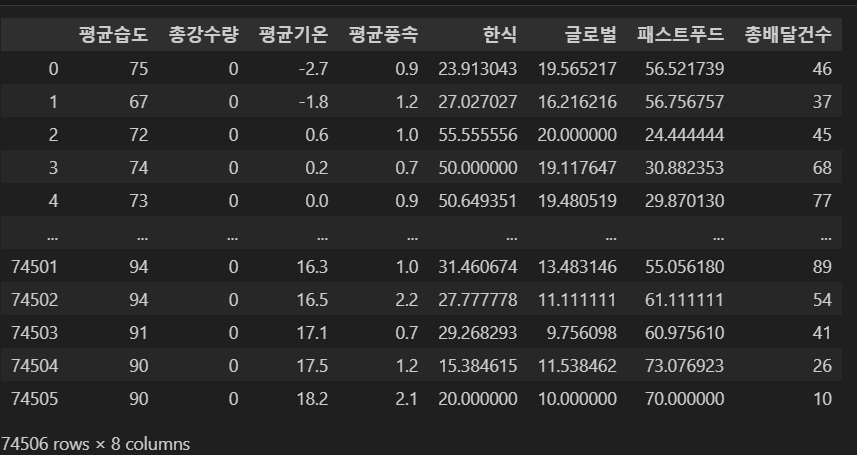 평균습도 총강수량 평균기온 평균풍속 한식 글로벌 패스트푸드 총배달건수
0 75 0 -2.7 0.9 23.913043 19.565217 56.521739 46
1 67 0 -1.8 1.2 27.027027 16.216216 56.756757 37
2 72 0 0.6 1.0 55.555556 20.000000 24.444444 45
3 74 0 0.2 0.7 50.000000 19.117647 30.882353 68
4 73 0 0.0 0.9 50.649351 19.480519 29.870130 77
... ... ... ... ... ... ... ... ...
74501 94 0 16.3 1.0 31.460674 13.483146 55.056180 89
74502 94 0 16.5 2.2 27.777778 11.111111 61.111111 54
74503 91 0 17.1 0.7 29.268293 9.756098 60.975610 41
74504 90 0 17.5 1.2 15.384615 11.538462 73.076923 26
74505 90 0 18.2 2.1 20.000000 10.000000 70.000000 10
74506 rows × 8 columns